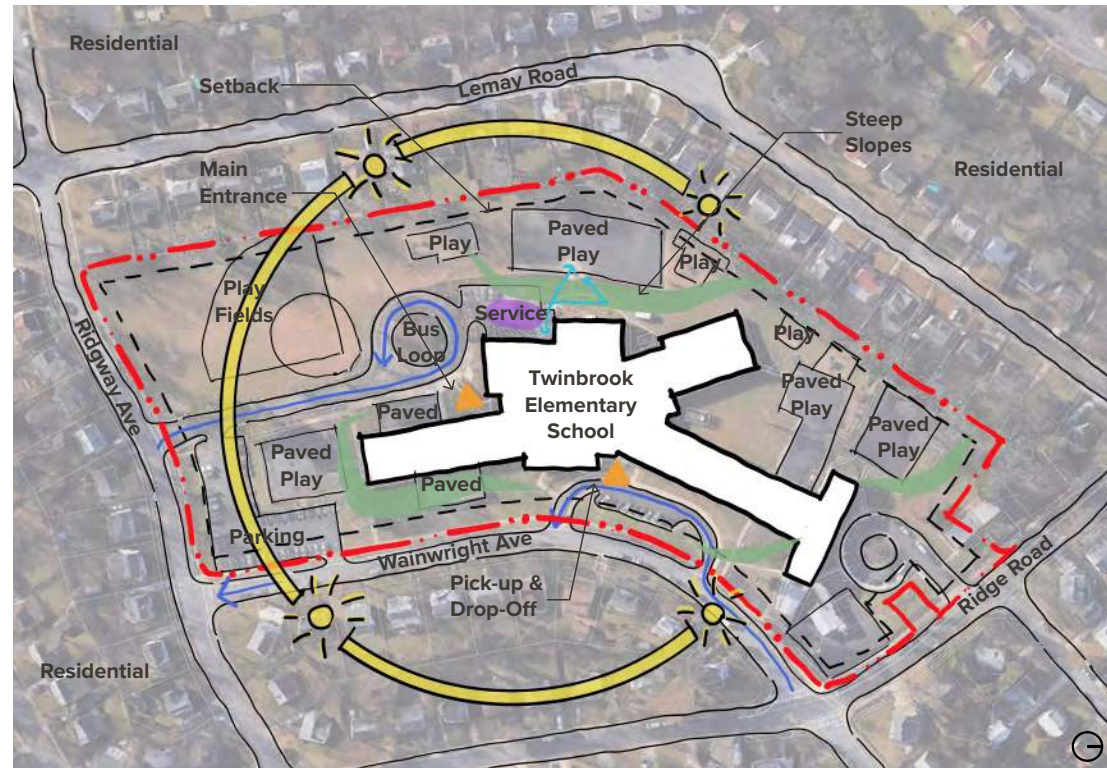 Residential
Lemay Road
Setback
Steep
Slopes
Main
Entrance
Residential
Play
Paved
Play
Play
Play
Fields
Service
Bus
Loop
Play
Ridgway Ave
Twinbrook
Elementary
School
Paved
Play
Paved
Paved
Play
Paved
Play
Paved
Parking
Wainwright Ave
Pick-up &
Drop-Off
Ridge Road
Residential